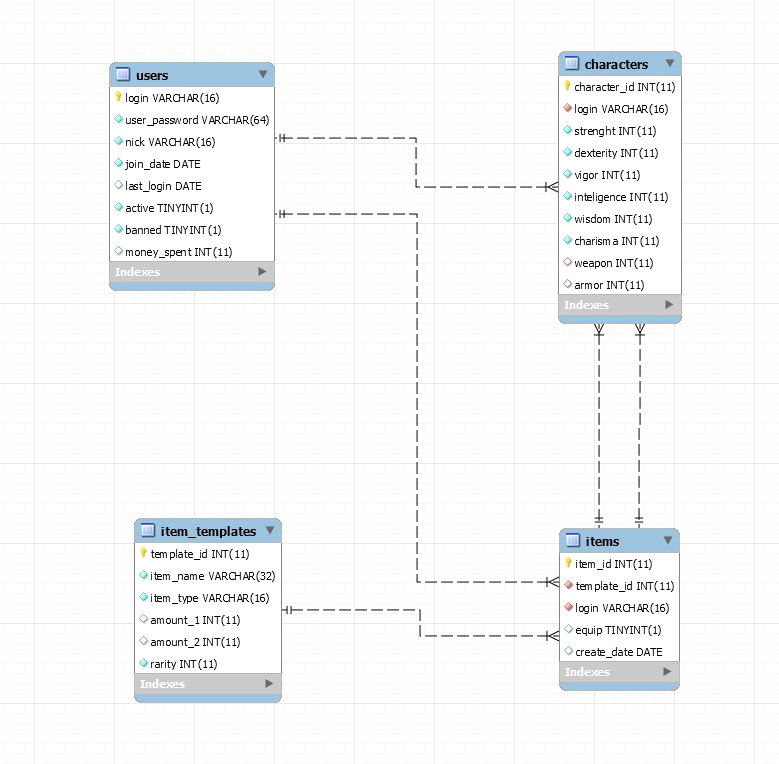 users
login VARCHAR(16)
user_password VARCHAR(64)
nick VARCHAR(16)
join_date DATE
last_login DATE
active TINYINT(1)
banned TINYINT(1)
money_spent INT(11)
Indexes
characters
character_id INT(11)
login VARCHAR(16)
strenght INT(11)
dexterity INT(11)
vigor INT(11)
inteligence INT(11)
wisdom INT(11)
charisma INT(11)
weapon INT(11)
armor INT(11)
Indexes
item_templates
template_id INT(11)
item_name VARCHAR(32)
item_type VARCHAR(16)
amount_1 INT(11)
amount_2 INT(11)
rarity INT(11)
Indexes
items
item_id INT(11)
template_id INT(11)
login VARCHAR(16)
equip TINYINT(1)
create_date DATE
Indexes